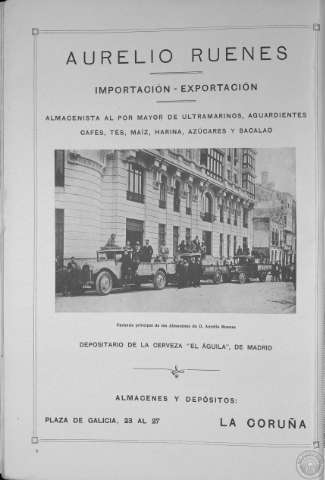 AURELIO RUENES
IMPORTACIÓN - EXPORTACIÓN
ALMACENISTA AL POR MAYOR DE ULTRAMARINOS, AGUARDIENTES
CAFÉS, TÉS, MAÍZ, HARINA, AZÚCARES Y BACALAO
Fachada principal de los Almacenes de D. Aurelio Ruenes
DEPOSITARIO DE LA CERVEZA "EL ÁGUILA", DE MADRID
ALMACENES Y DEPÓSITOS:
PLAZA DE GALICIA, 23 AL 27 LA CORUÑA